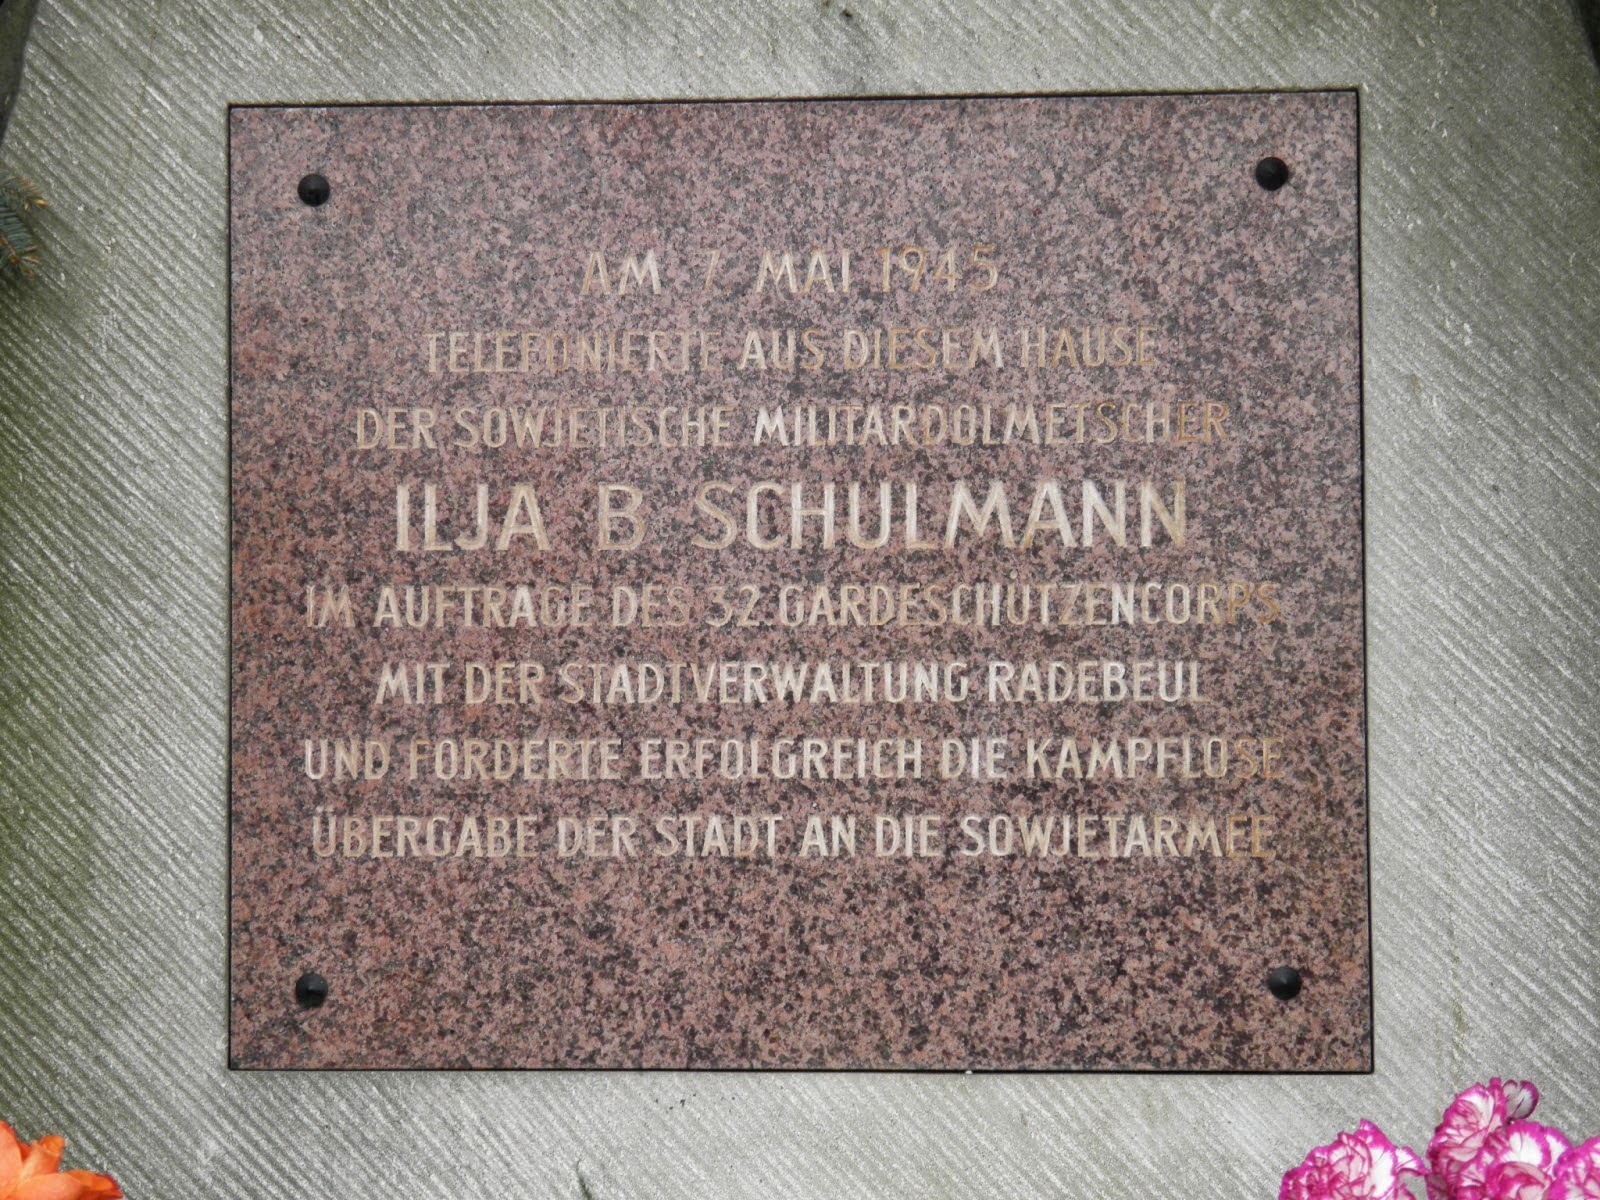 AM 7. MAI 1945
TELEFONIERTE AUS DIESEM HAUSE
DER SOWJETISCHE MILITARDOLMETSCHER
ILJA B SCHULMANN
IM AUFTRAGE DES 32. GARDESCHÜTZENCORPS
MIT DER STADTVERWALTUNG RADEBEUL
UND FORDERTE ERFOLGREICH DIE KAMPFLOSE
ÜBERGABE DER STADT AN DIE SOWJETARMEE